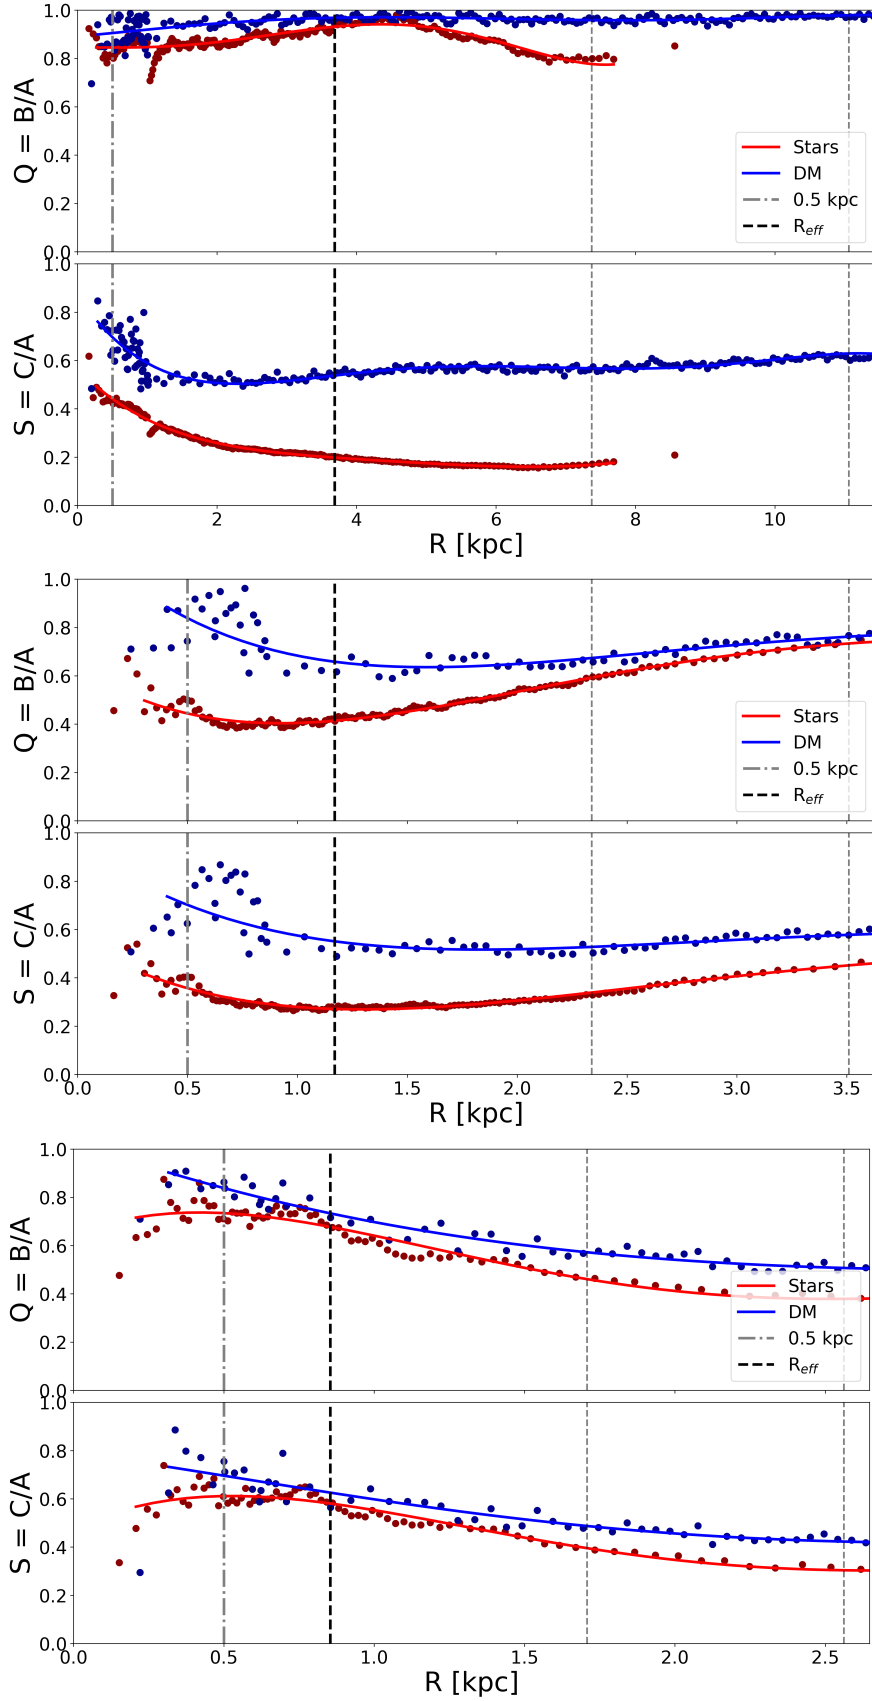 1.0
0.8
0.6
0.4
0.2
0.0
Q = B/A
Stars
DM
0.5 kpc
R_eff
1.0
0.8
0.6
0.4
0.2
0.0
S = C/A
0 2 4 6 8 10
R [kpc]
1.0
0.8
0.6
0.4
0.2
0.0
Q = B/A
Stars
DM
0.5 kpc
R_eff
1.0
0.8
0.6
0.4
0.2
0.0
S = C/A
0.0 0.5 1.0 1.5 2.0 2.5 3.0 3.5
R [kpc]
1.0
0.8
0.6
0.4
0.2
0.0
Q = B/A
Stars
DM
0.5 kpc
R_eff
1.0
0.8
0.6
0.4
0.2
0.0
S = C/A
0.0 0.5 1.0 1.5 2.0 2.5
R [kpc]